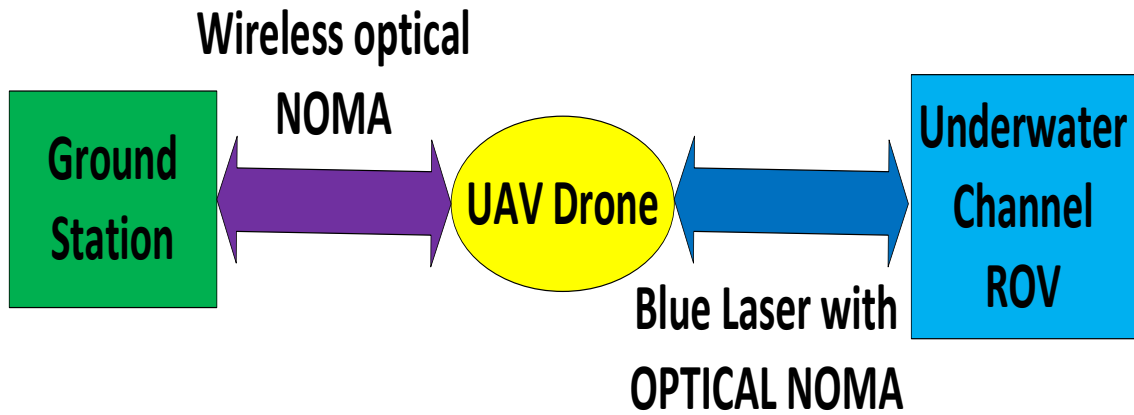 Wireless optical
NOMA
Ground
Station
UAV Drone
Blue Laser with
OPTICAL NOMA
Underwater
Channel
ROV